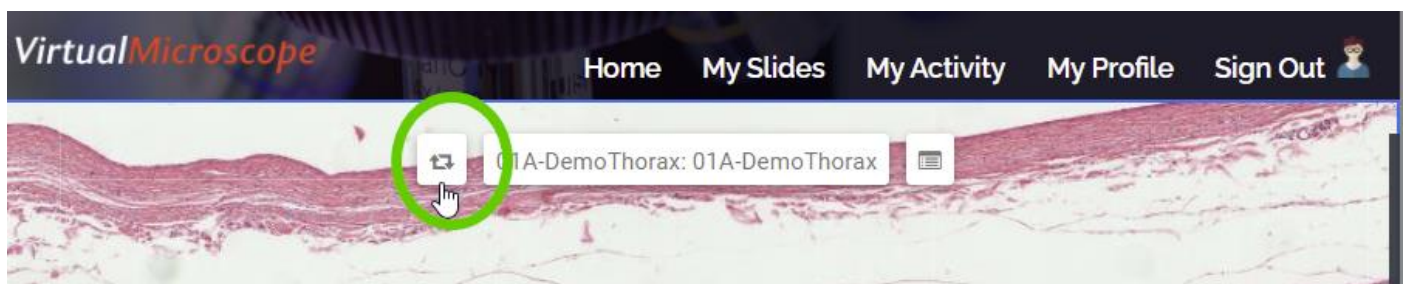 VirtualMicroscope
Home My Slides My Activity My Profile Sign Out
01A-DemoThorax: 01A-DemoThorax